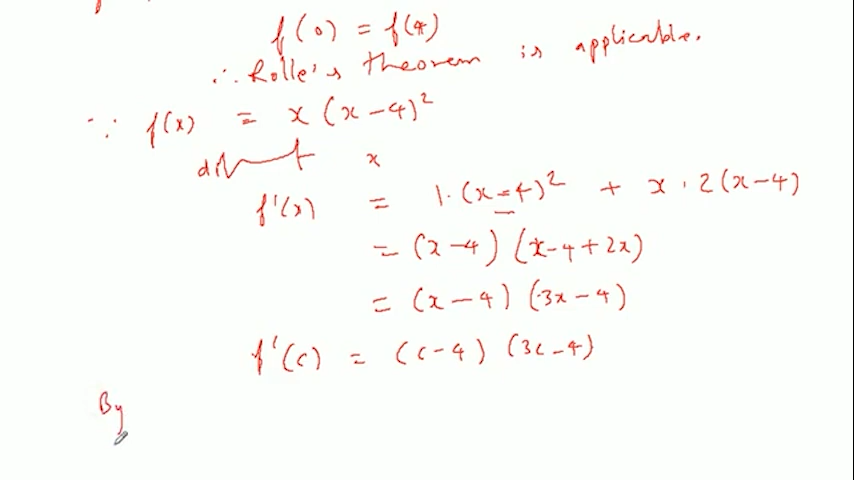 f(0) = f(4)
∴ Rolle's theorem is applicable.
∵ f(x) = x (x-4)²
x
f'(x) = 1·(x-4)² + x·2(x-4)
= (x-4) (x-4+2x)
= (x-4) (3x-4)
f'(c) = (c-4) (3c-4)
By